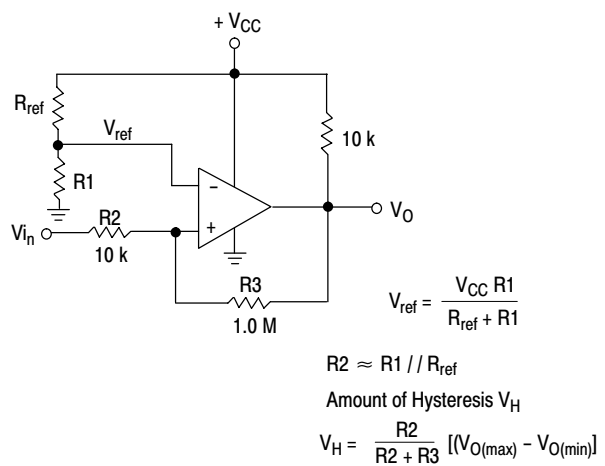 + VCC
Rref
Vref
10 k
R1
-
+
VO
Vin
R2
10 k
R3
1.0 M
Vref = VCC R1 / Rref + R1
R2 ≈ R1 // Rref
Amount of Hysteresis VH
VH = R2 / R2 + R3 [(VO(max) – VO(min)]